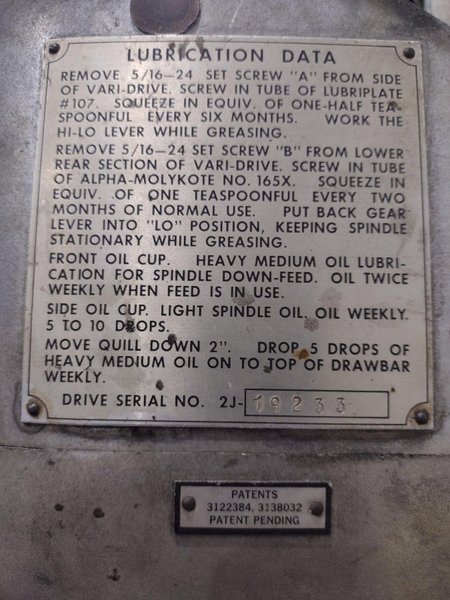 LUBRICATION DATA
REMOVE 5/16-24 SET SCREW "A" FROM SIDE
OF VARI-DRIVE. SCREW IN TUBE OF LUBRIPLATE
#107. SQUEEZE IN EQUIV. OF ONE-HALF TEA-
SPOONFUL EVERY SIX MONTHS. WORK THE
HI-LO LEVER WHILE GREASING.
REMOVE 5/16-24 SET SCREW "B" FROM LOWER
REAR SECTION OF VARI-DRIVE. SCREW IN TUBE
OF ALPHA-MOLYKOTE NO. 165X. SQUEEZE IN
EQUIV. OF ONE TEASPOONFUL EVERY TWO
MONTHS OF NORMAL USE. PUT BACK GEAR
LEVER INTO "LO" POSITION, KEEPING SPINDLE
STATIONARY WHILE GREASING.
FRONT OIL CUP. HEAVY MEDIUM OIL LUBRI-
CATION FOR SPINDLE DOWN-FEED. OIL TWICE
WEEKLY WHEN FEED IS IN USE.
SIDE OIL CUP. LIGHT SPINDLE OIL. OIL WEEKLY.
5 TO 10 DROPS.
MOVE QUILL DOWN 2". DROP 5 DROPS OF
HEAVY MEDIUM OIL ON TO TOP OF DRAWBAR
WEEKLY.
DRIVE SERIAL NO. 2J-19233
PATENTS
3122384, 3138032
PATENT PENDING